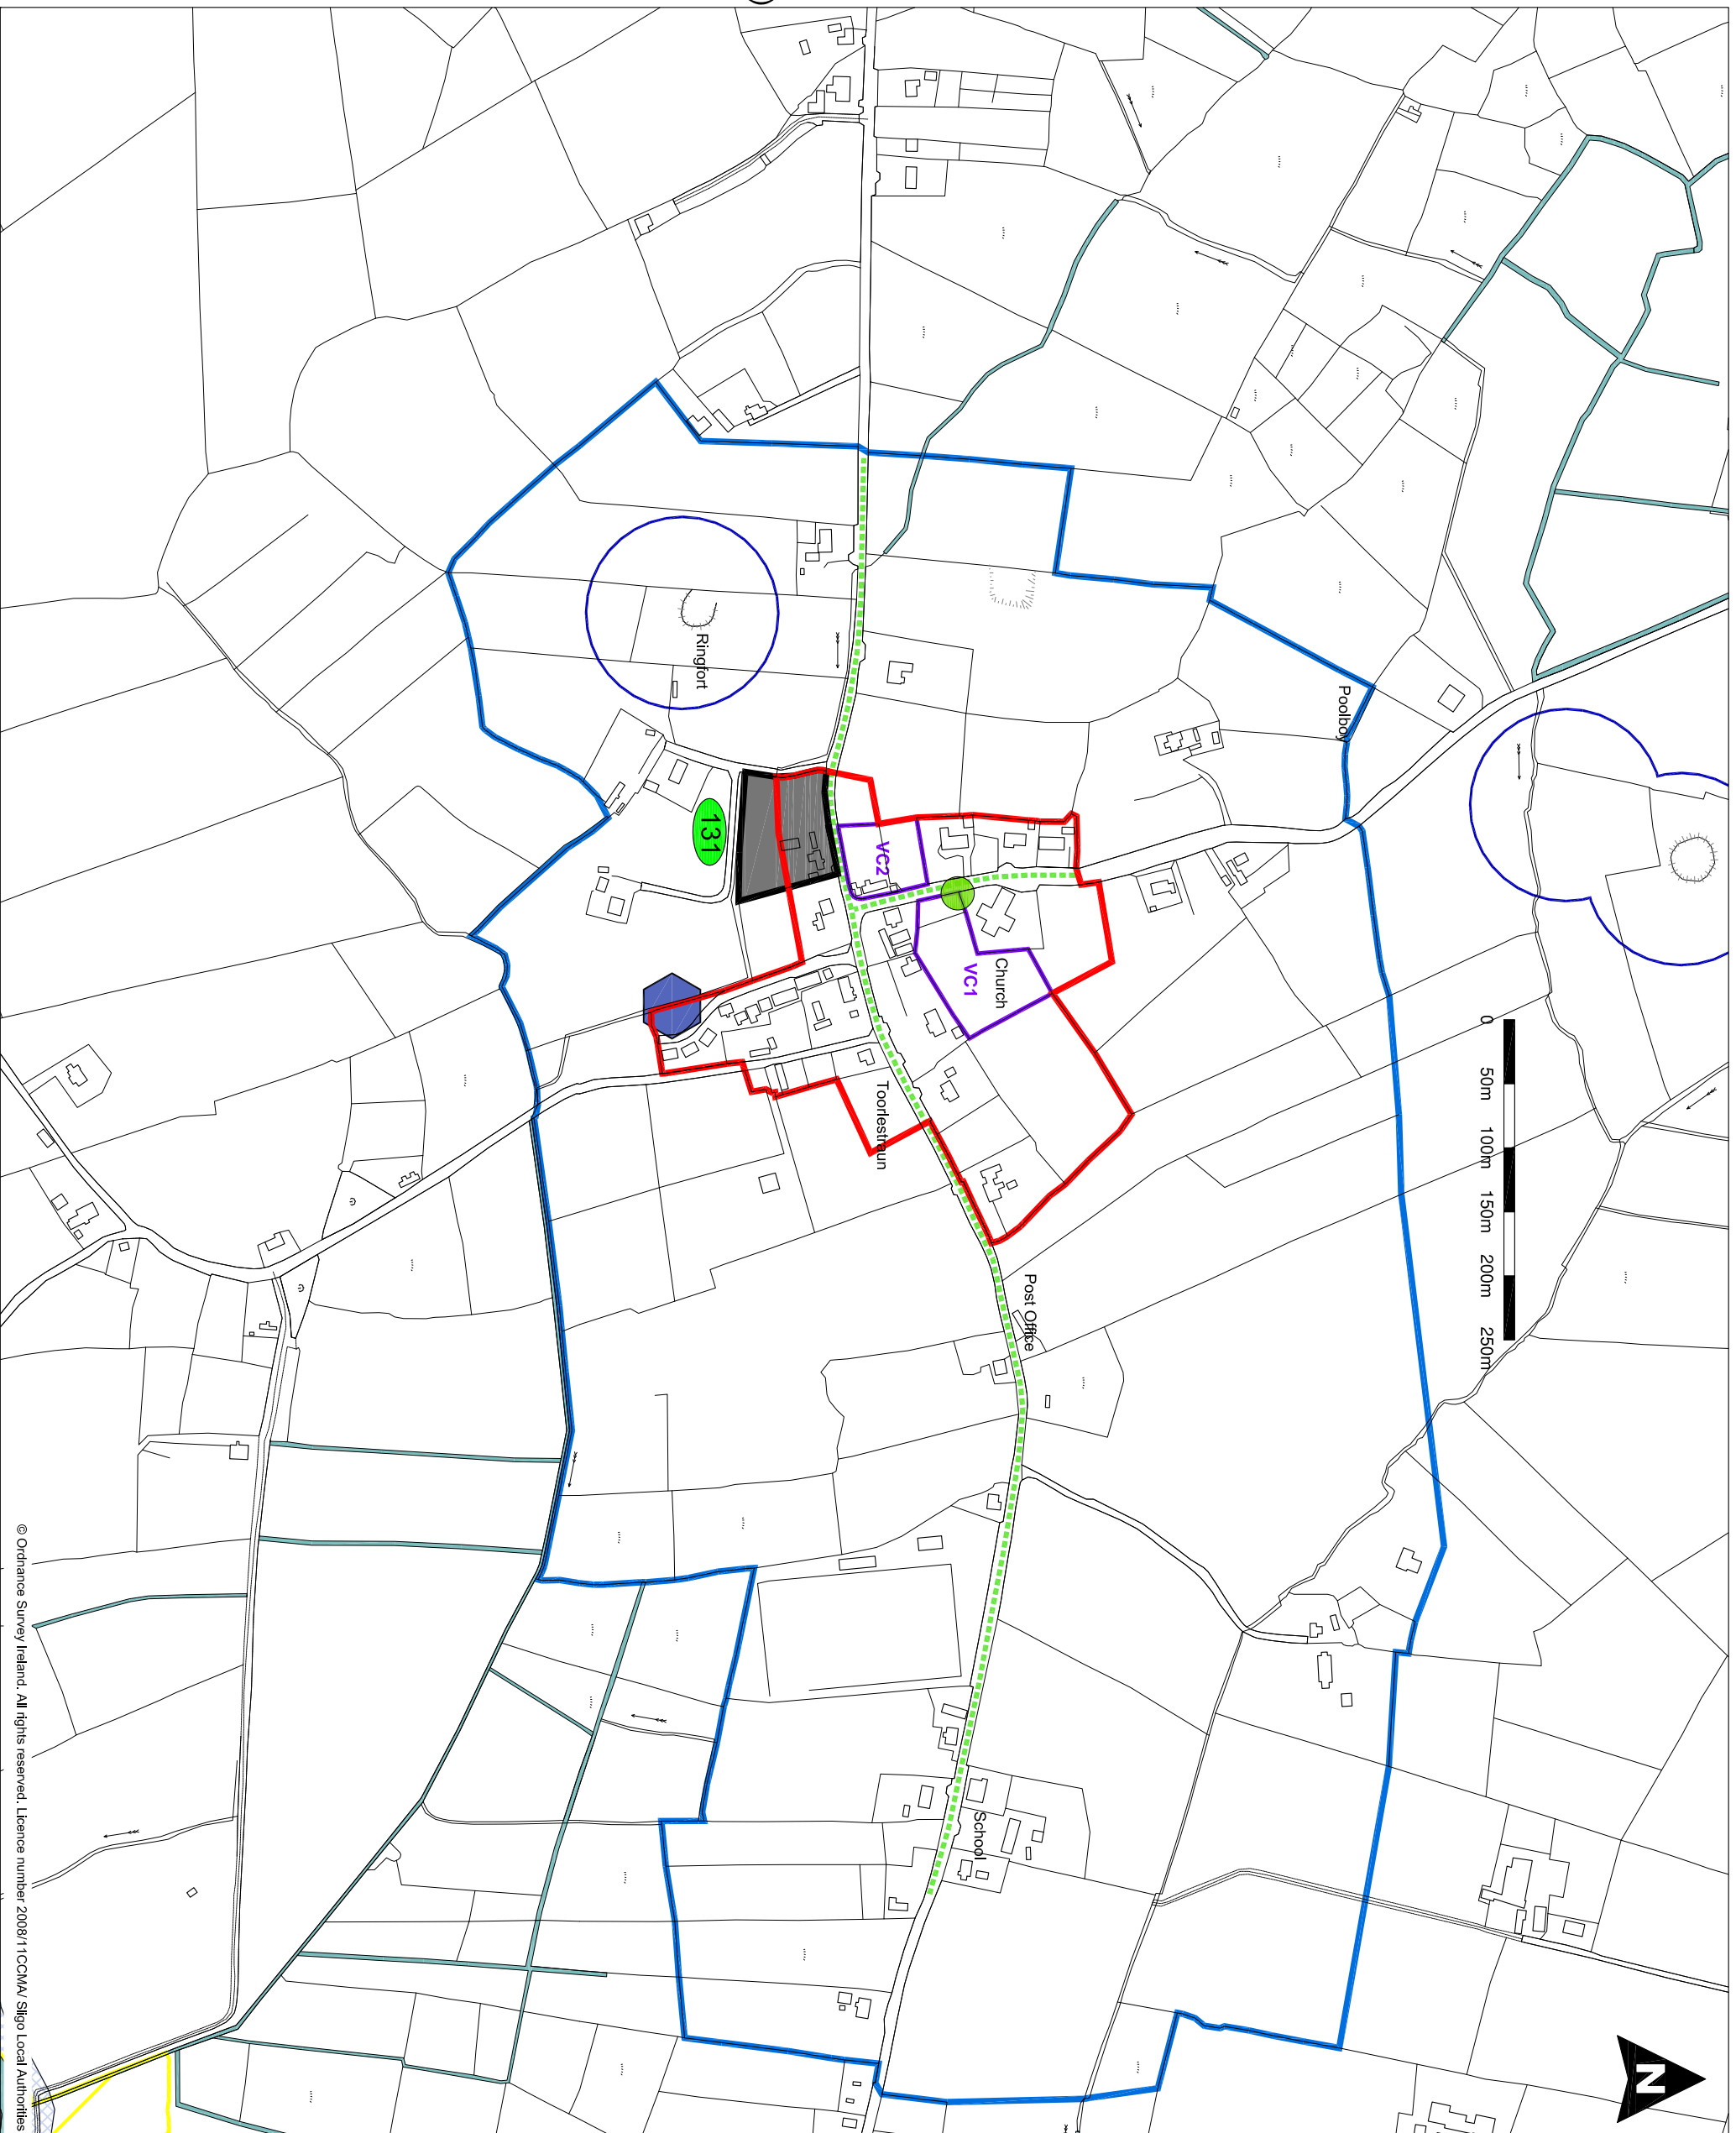 Poolboy
Ringfort
131
VC2
VC1
Church
Toorlestraun
Post Office
School
0 50m 100m 150m 200m 250m
N
© Ordnance Survey Ireland. All rights reserved. Licence number 2008/11CCMA/ Sligo Local Authorities